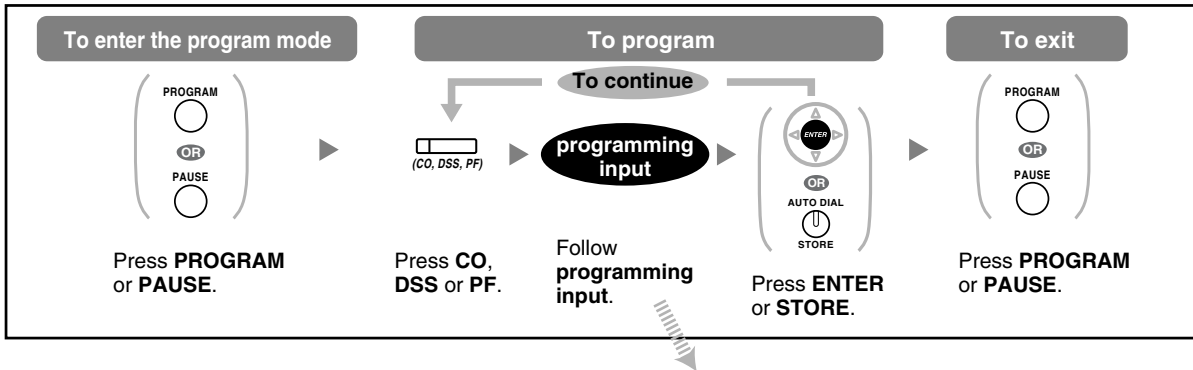 To enter the program mode
To program
To exit
To continue
PROGRAM
OR
PAUSE
(CO, DSS, PF)
programming
input
ENTER
OR
AUTO DIAL
STORE
PROGRAM
OR
PAUSE
Press PROGRAM
or PAUSE.
Press CO,
DSS or PF.
Follow
programming
input.
Press ENTER
or STORE.
Press PROGRAM
or PAUSE.